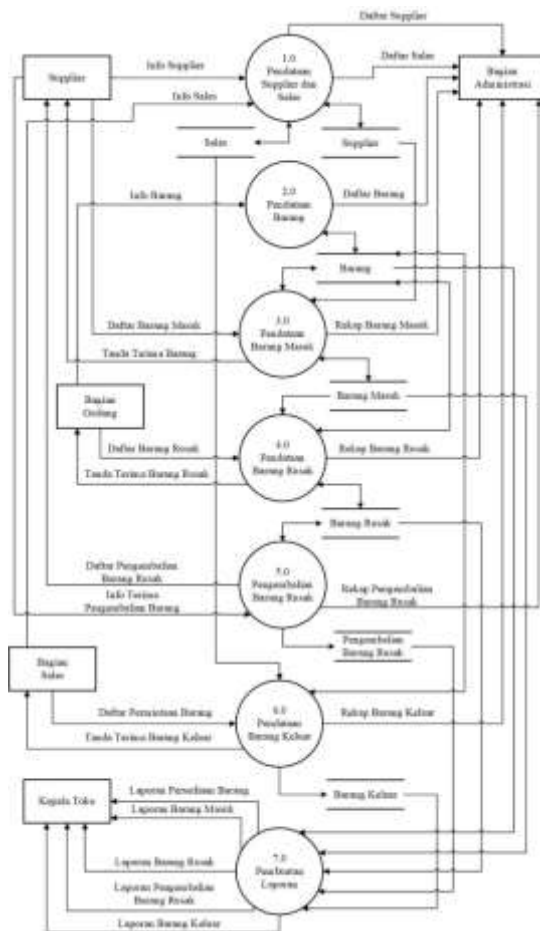 Daftar Supplier
1.0
Pendataan
Supplier dan
Sales
Supplier
Info Supplier
Daftar Sales
Bagian
Administrasi
Info Sales
Sales
Supplier
2.0
Pendataan
Barang
Info Barang
Daftar Barang
Barang
3.0
Pendataan
Barang Masuk
Daftar Barang Masuk
Rekap Barang Masuk
Tanda Terima Barang
Bagian
Gudang
Barang Masuk
4.0
Pendataan
Barang Rusak
Daftar Barang Rusak
Rekap Barang Rusak
Tanda Terima Barang Rusak
Barang Rusak
5.0
Pengembalian
Barang Rusak
Daftar Pengembalian
Barang Rusak
Info Terima
Pengembalian Barang
Rekap Pengembalian
Barang Rusak
Pengembalian
Barang Rusak
Bagian
Sales
6.0
Pendataan
Barang Keluar
Daftar Permintaan Barang
Rekap Barang Keluar
Tanda Terima Barang Keluar
Barang Keluar
Kepala Toko
Laporan Persediaan Barang
Laporan Barang Masuk
7.0
Pembuatan
Laporan
Laporan Barang Rusak
Laporan Pengembalian
Barang Rusak
Laporan Barang Keluar